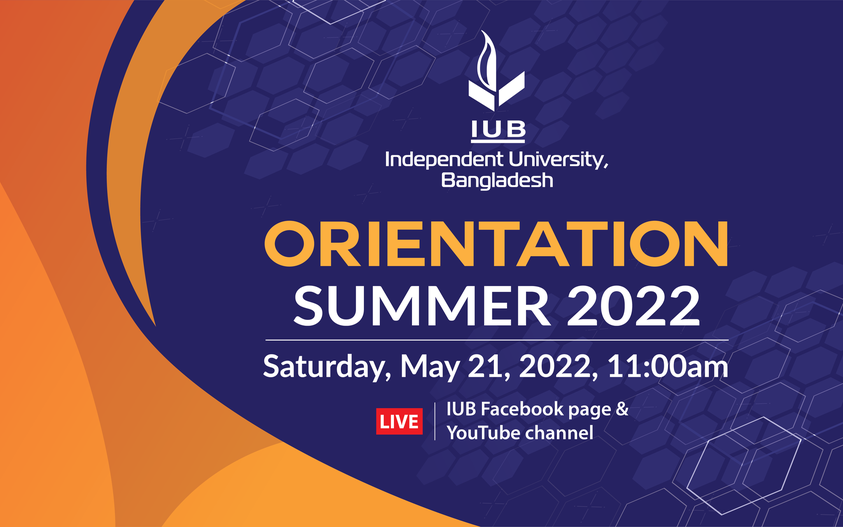 IUB
Independent University,
Bangladesh
ORIENTATION
SUMMER 2022
Saturday, May 21, 2022, 11:00am
LIVE
IUB Facebook page &
YouTube channel